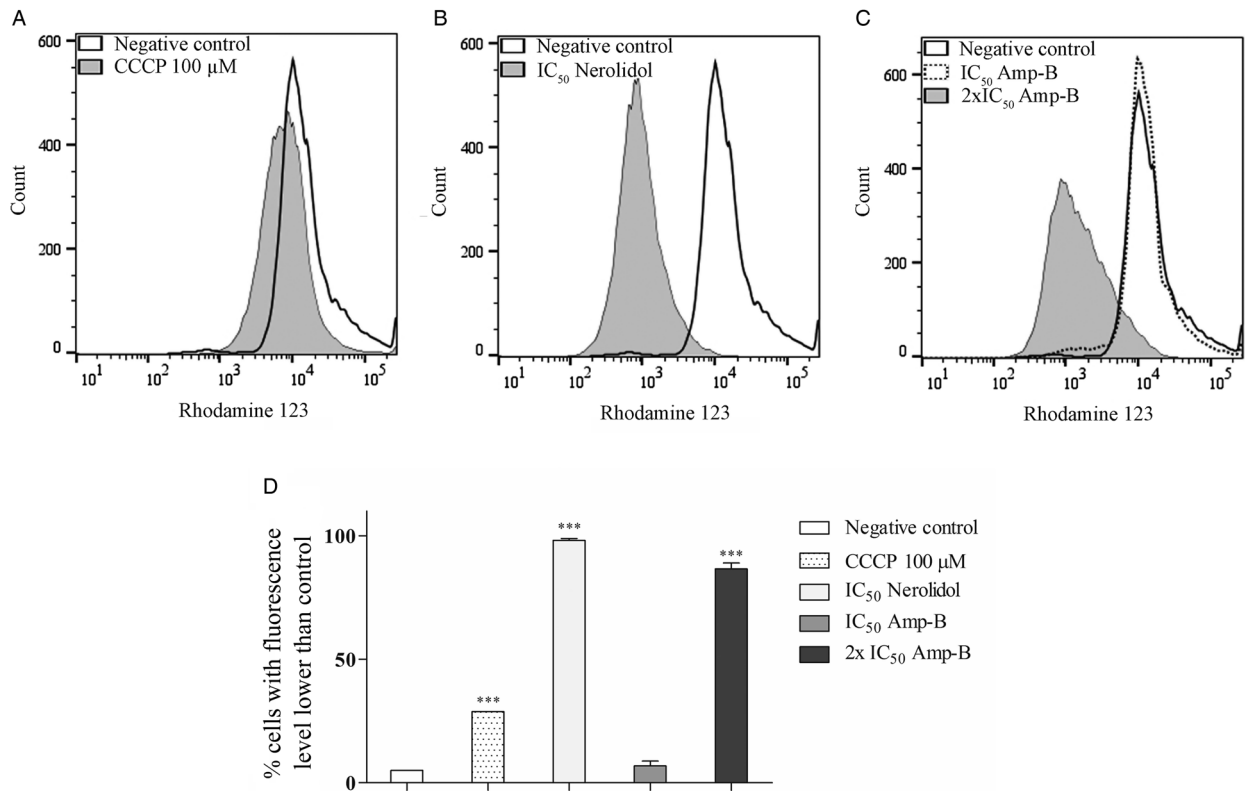 A
Negative control
CCCP 100 µM
600
400
200
0
Count
10¹ 10² 10³ 10⁴ 10⁵
Rhodamine 123
B
Negative control
IC₅₀ Nerolidol
600
400
200
0
Count
10¹ 10² 10³ 10⁴ 10⁵
Rhodamine 123
C
Negative control
IC₅₀ Amp-B
2xIC₅₀ Amp-B
600
400
200
0
Count
10¹ 10² 10³ 10⁴ 10⁵
Rhodamine 123
D
% cells with fluorescence
level lower than control
100
50
0
***
***
***
Negative control
CCCP 100 µM
IC₅₀ Nerolidol
IC₅₀ Amp-B
2x IC₅₀ Amp-B